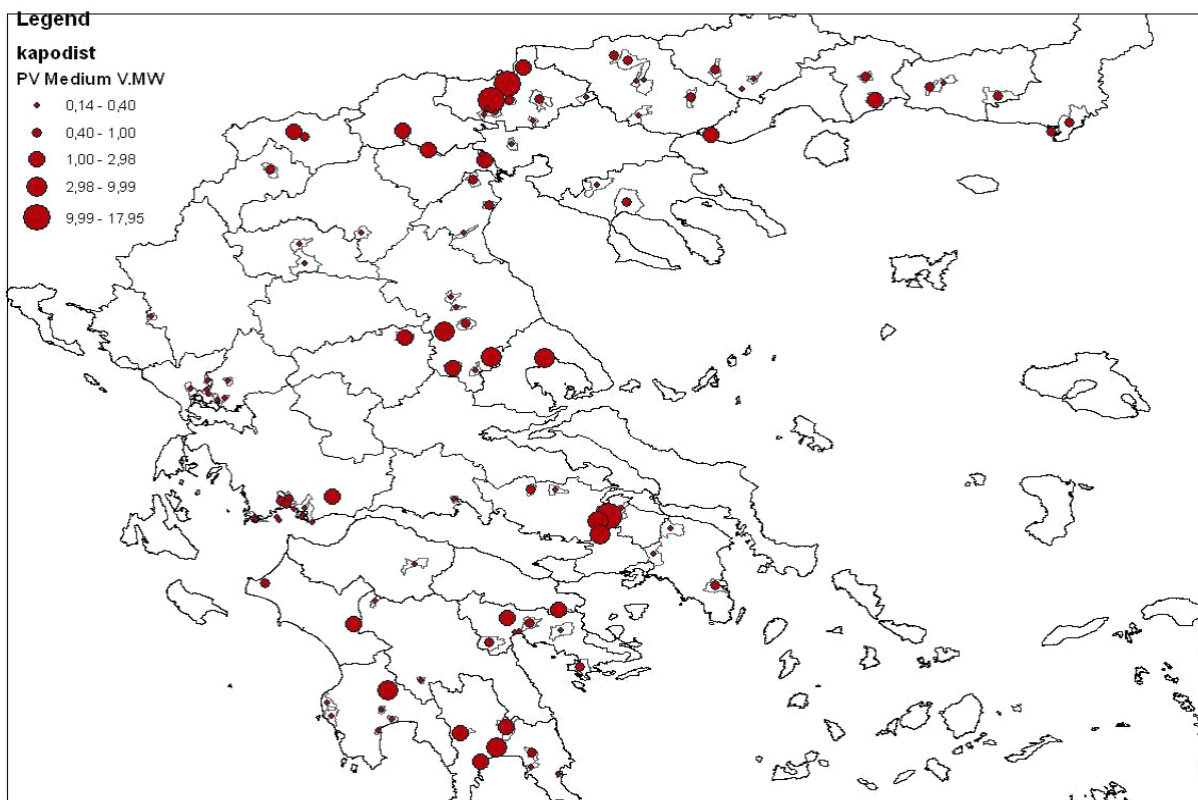 Legend
kapodist
PV Medium V.MW
0,14 - 0,40
0,40 - 1,00
1,00 - 2,98
2,98 - 9,99
9,99 - 17,95